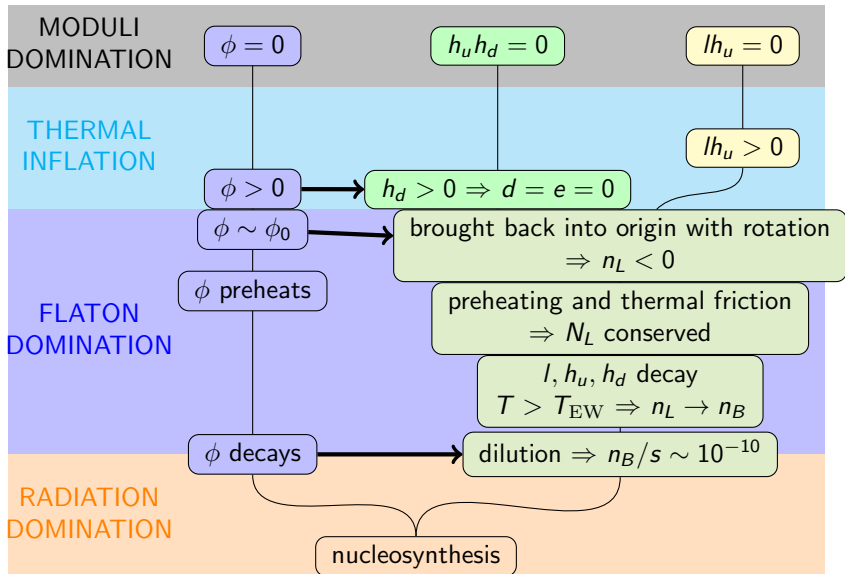 MODULI
DOMINATION
ϕ = 0
h_u h_d = 0
lh_u = 0
THERMAL
INFLATION
lh_u > 0
ϕ > 0
h_d > 0 ⇒ d = e = 0
ϕ ∼ ϕ_0
brought back into origin with rotation
⇒ n_L < 0
ϕ preheats
preheating and thermal friction
⇒ N_L conserved
FLATON
DOMINATION
l, h_u, h_d decay
T > T_EW ⇒ n_L → n_B
ϕ decays
dilution ⇒ n_B/s ∼ 10^{-10}
RADIATION
DOMINATION
nucleosynthesis